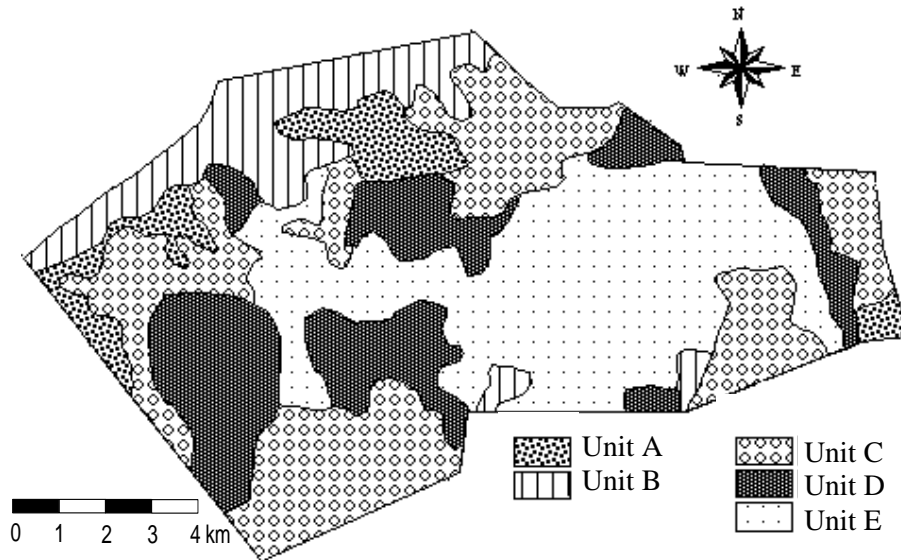 N
W E
S
Unit A
Unit B
Unit C
Unit D
Unit E
0 1 2 3 4 km